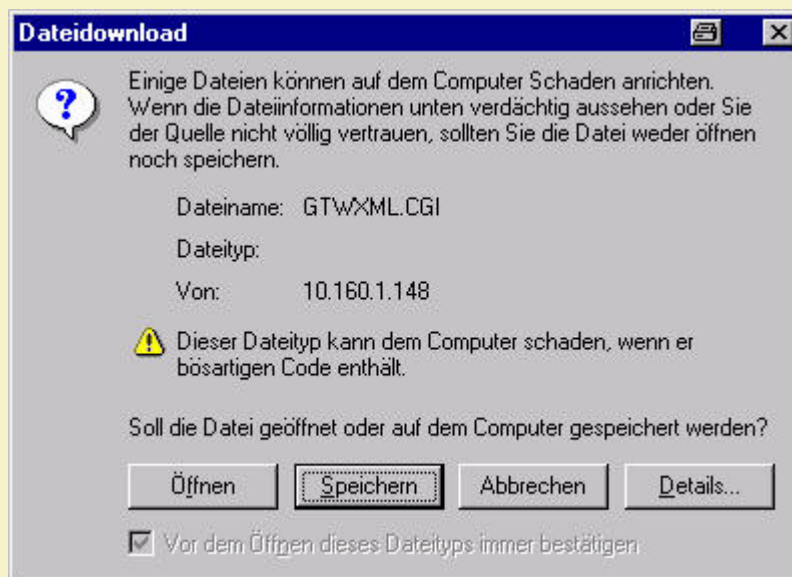 Dateidownload
Einige Dateien können auf dem Computer Schaden anrichten.
Wenn die Dateiinformationen unten verdächtig aussehen oder Sie
der Quelle nicht völlig vertrauen, sollten Sie die Datei weder öffnen
noch speichern.
Dateiname: GTWXML.CGI
Dateityp:
Von: 10.160.1.148
Dieser Dateityp kann dem Computer schaden, wenn er
bösartigen Code enthält.
Soll die Datei geöffnet oder auf dem Computer gespeichert werden?
Öffnen Speichern Abbrechen Details...
Vor dem Öffnen dieses Dateityps immer bestätigen